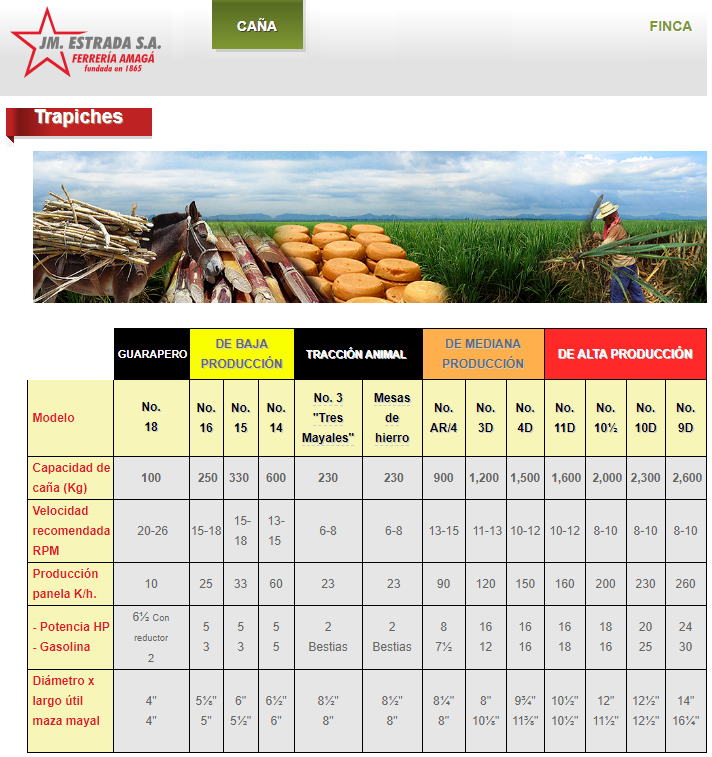 JM. ESTRADA S.A.
FERRERÍA AMAGÁ
fundada en 1865
CAÑA
FINCA
Trapiches
GUARAPERO
DE BAJA
PRODUCCIÓN
TRACCIÓN ANIMAL
DE MEDIANA
PRODUCCIÓN
DE ALTA PRODUCCIÓN
Modelo
No.
18
No.
16
No.
15
No.
14
No. 3
"Tres
Mayales"
Mesas
de
hierro
No.
AR/4
No.
3D
No.
4D
No.
11D
No.
10½
No.
10D
No.
9D
Capacidad de
caña (Kg)
100
250
330
600
230
230
900
1,200
1,500
1,600
2,000
2,300
2,600
Velocidad
recomendada
RPM
20-26
15-18
15-
18
13-
15
6-8
6-8
13-15
11-13
10-12
10-12
8-10
8-10
8-10
Producción
panela K/h.
10
25
33
60
23
23
90
120
150
160
200
230
260
- Potencia HP
- Gasolina
6½ Con
reductor
2
5
3
5
3
5
5
2
Bestias
2
Bestias
8
7½
16
12
16
16
16
18
18
16
20
25
24
30
Diámetro x
largo útil
maza mayal
4"
4"
5⅛"
5"
6"
5½"
6½"
6"
8½"
8"
8½"
8"
8¼"
8"
8"
10⅛"
9¾"
11⅜"
10½"
10½"
12"
11½"
12½"
12½"
14"
16¼"